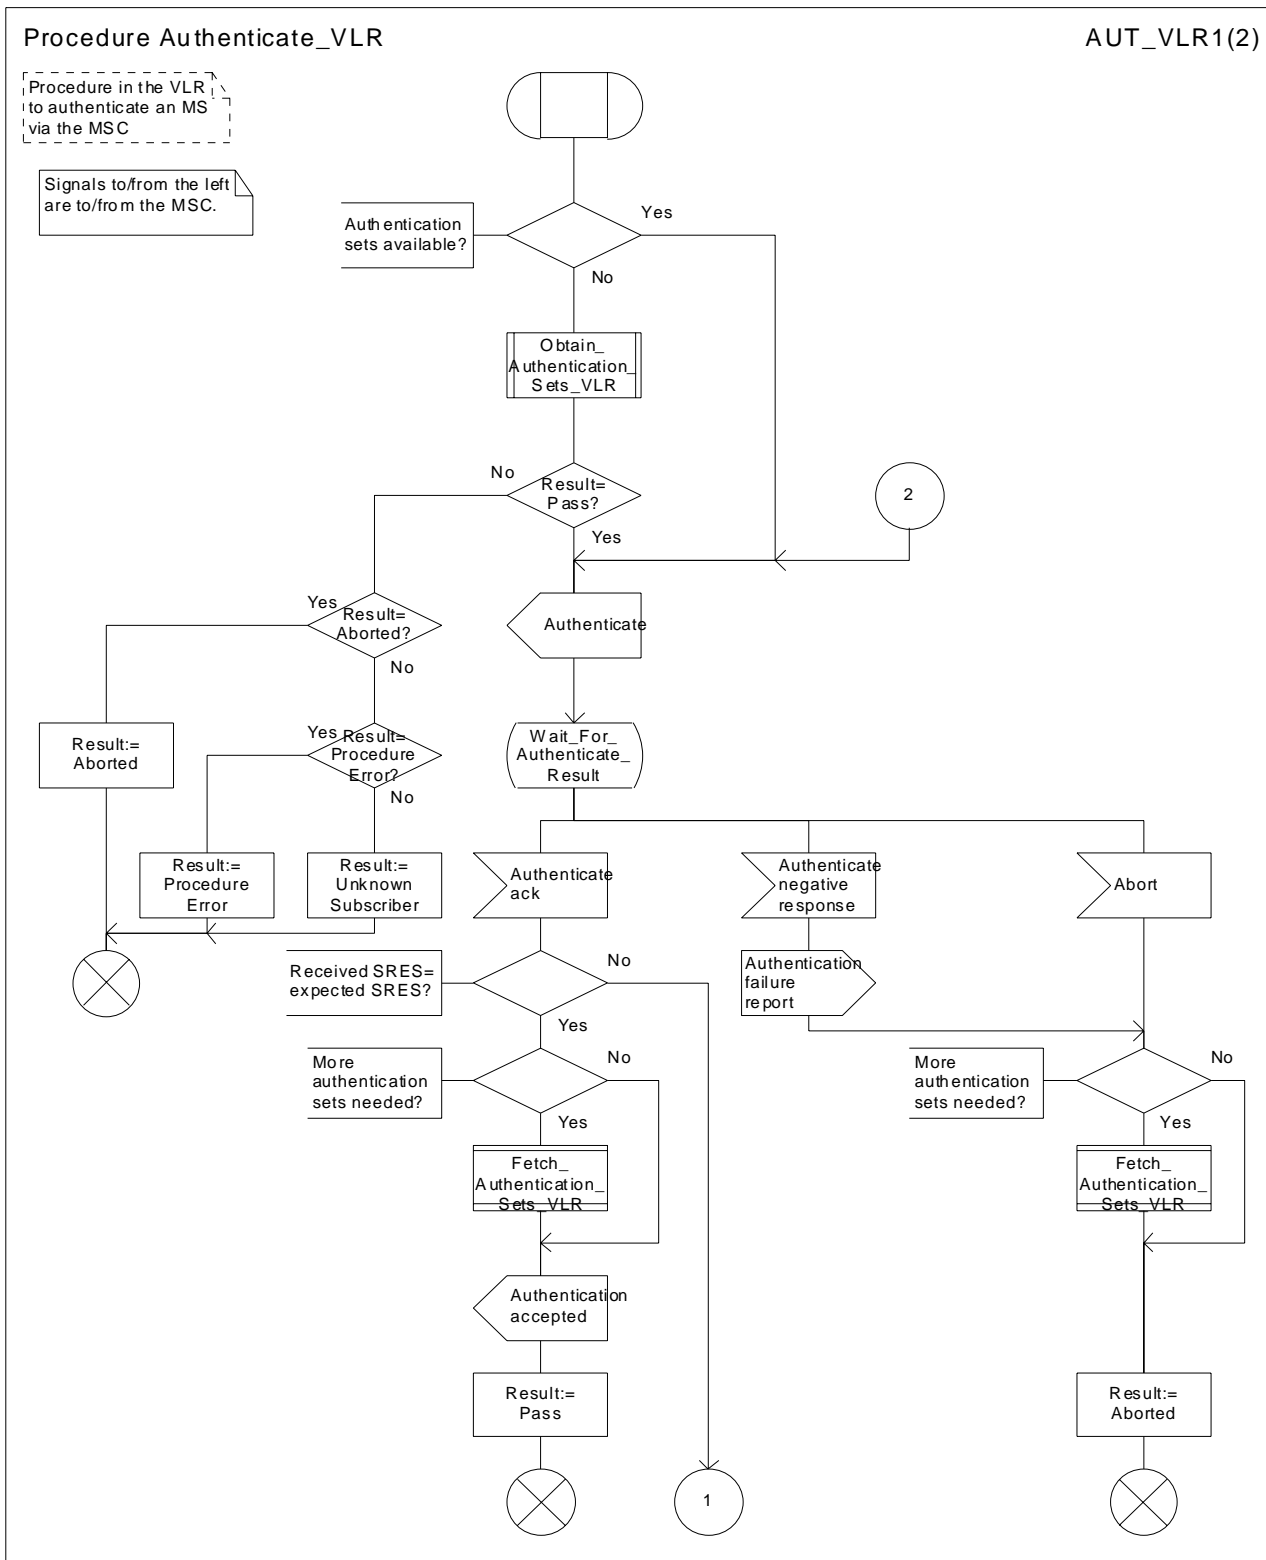 Procedure Authenticate_VLR
AUT_VLR1(2)
Procedure in the VLR
to authenticate an MS
via the MSC
Signals to/from the left
are to/from the MSC.
Authentication
sets available?
Yes
No
Obtain_
Authentication_
Sets_VLR
No
Result=
Pass?
Yes
2
Yes
Result=
Aborted?
No
Authenticate
Result:=
Aborted
Yes
Result=
Procedure
Error?
No
Wait_For_
Authenticate_
Result
Result:=
Procedure
Error
Result:=
Unknown
Subscriber
Authenticate
ack
Authenticate
negative
response
Abort
Received SRES=
expected SRES?
No
Yes
Authentication
failure
report
More
authentication
sets needed?
No
Yes
More
authentication
sets needed?
No
Yes
Fetch_
Authentication_
Sets_VLR
Fetch_
Authentication_
Sets_VLR
Authentication
accepted
Result:=
Pass
Result:=
Aborted
1